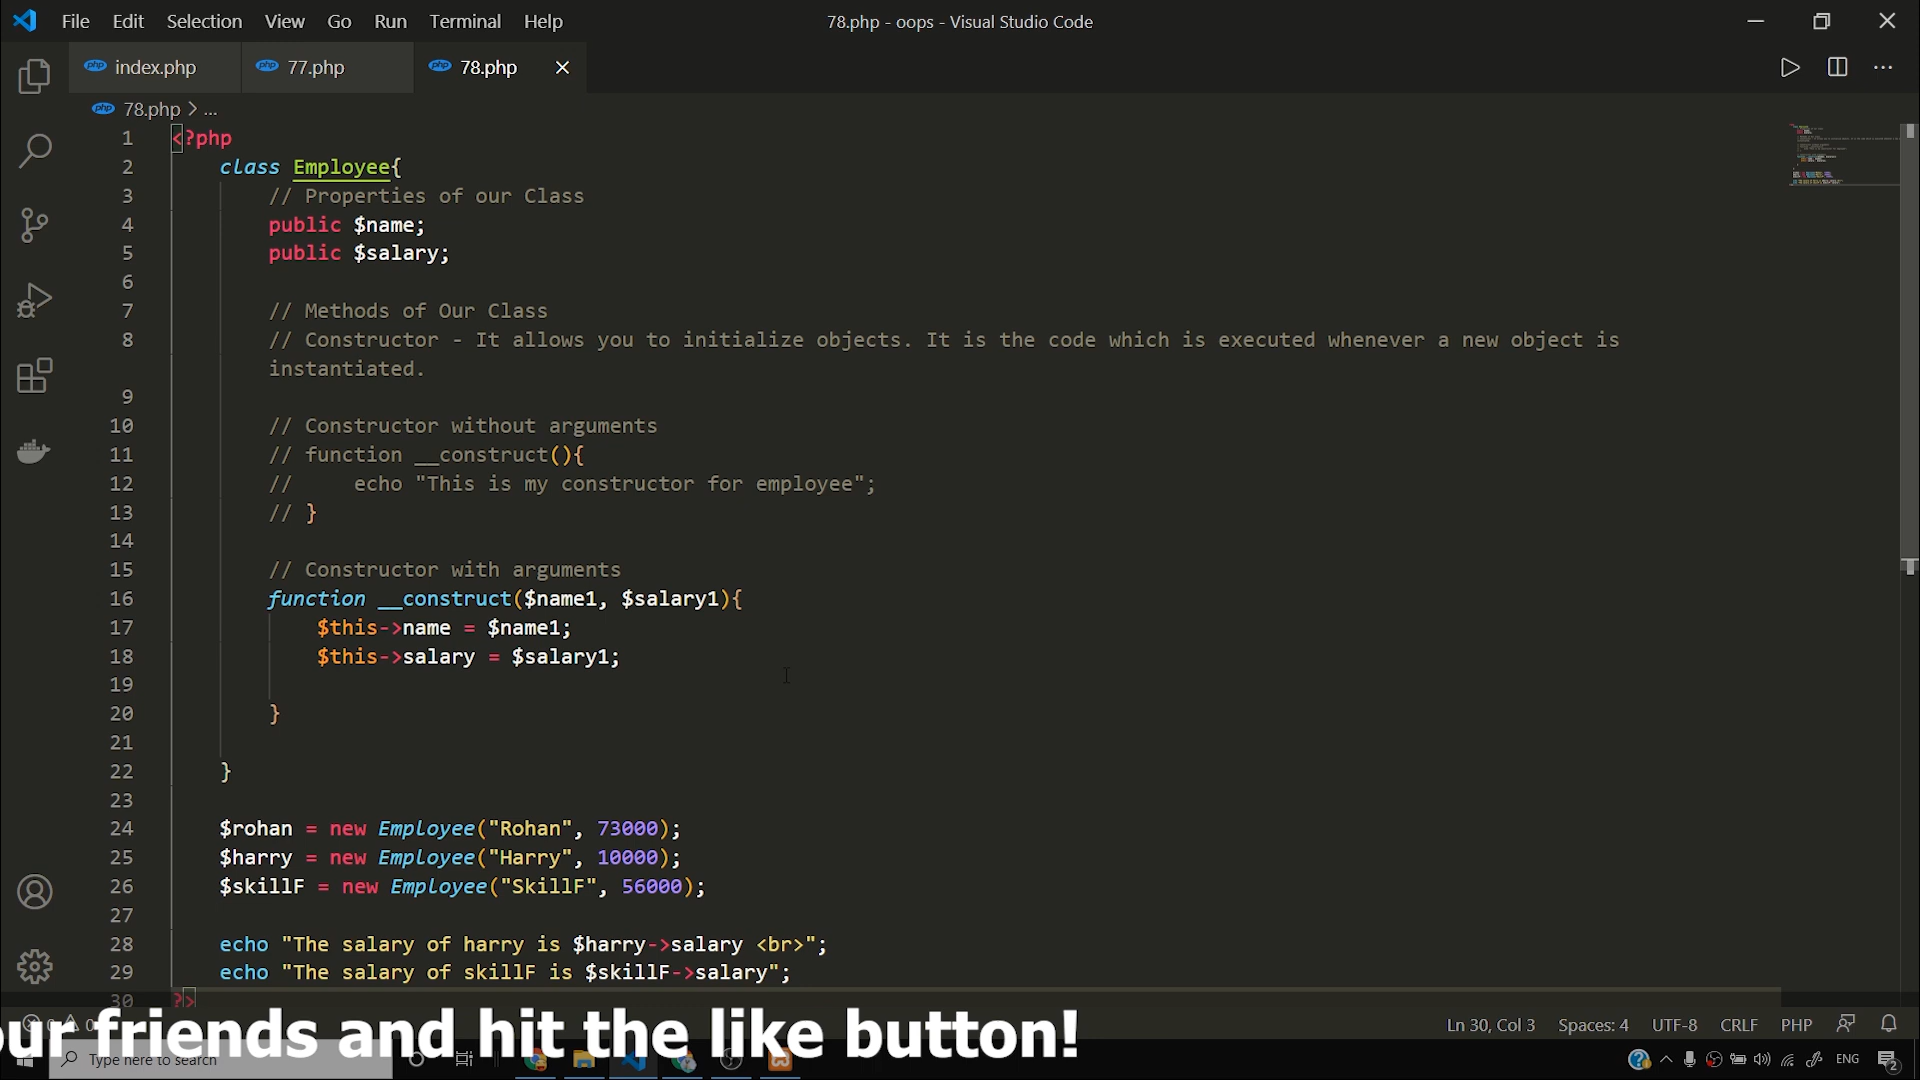 File Edit Selection View Go Run Terminal Help 78.php - oops - Visual Studio Code
php index.php php 77.php php 78.php
php 78.php > ...
1 <?php
2 class Employee{
3 // Properties of our Class
4 public $name;
5 public $salary;
6
7 // Methods of Our Class
8 // Constructor - It allows you to initialize objects. It is the code which is executed whenever a new object is
instantiated.
9
10 // Constructor without arguments
11 // function __construct(){
12 // echo "This is my constructor for employee";
13 // }
14
15 // Constructor with arguments
16 function __construct($name1, $salary1){
17 $this->name = $name1;
18 $this->salary = $salary1;
19
20 }
21
22 }
23
24 $rohan = new Employee("Rohan", 73000);
25 $harry = new Employee("Harry", 10000);
26 $skillF = new Employee("SkillF", 56000);
27
28 echo "The salary of harry is $harry->salary <br>";
29 echo "The salary of skillF is $skillF->salary";
30 ?>
our friends and hit the like button!
Ln 30, Col 3 Spaces: 4 UTF-8 CRLF PHP
Type here to search
ENG 2